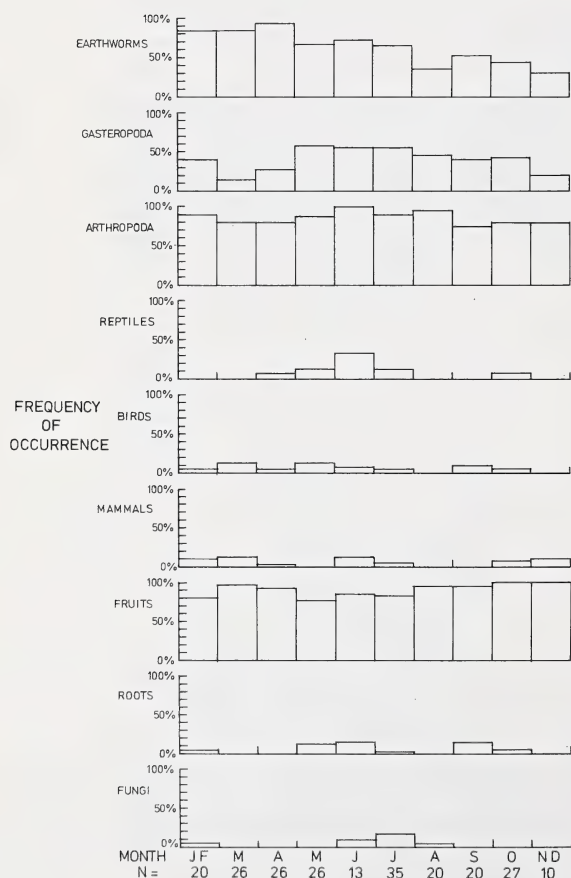 EARTHWORMS
100%
50%
0%
GASTEROPODA
100%
50%
0%
ARTHROPODA
100%
50%
0%
REPTILES
100%
50%
0%
FREQUENCY
OF
OCCURRENCE
BIRDS
100%
50%
0%
MAMMALS
100%
50%
0%
FRUITS
100%
50%
0%
ROOTS
100%
50%
0%
FUNGI
100%
50%
0%
MONTH J F M A M J J A S O N D
N = 20 26 26 26 13 35 20 20 27 10